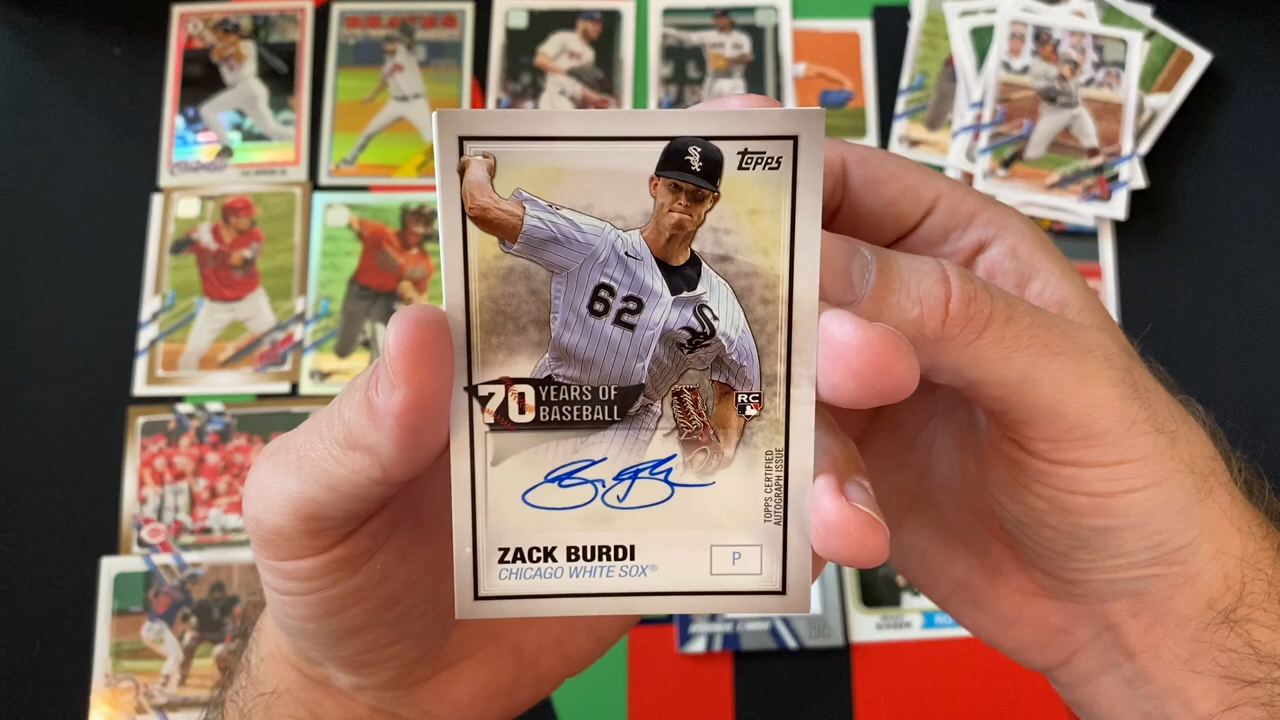 TOPPS
62
70 YEARS OF
BASEBALL
RC
TOPPS CERTIFIED
AUTOGRAPH ISSUE
ZACK BURDI
P
CHICAGO WHITE SOX®